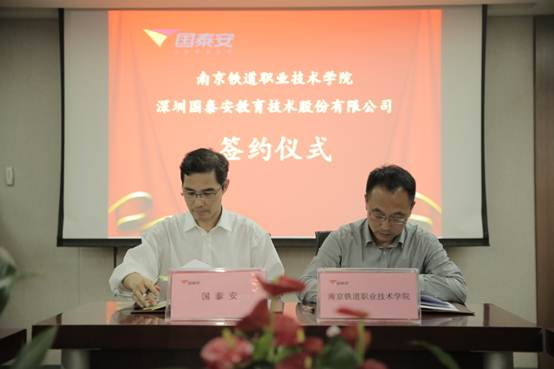 国泰安
南京铁道职业技术学院
深圳国泰安教育技术股份有限公司
签约仪式
国泰安
南京铁道职业技术学院